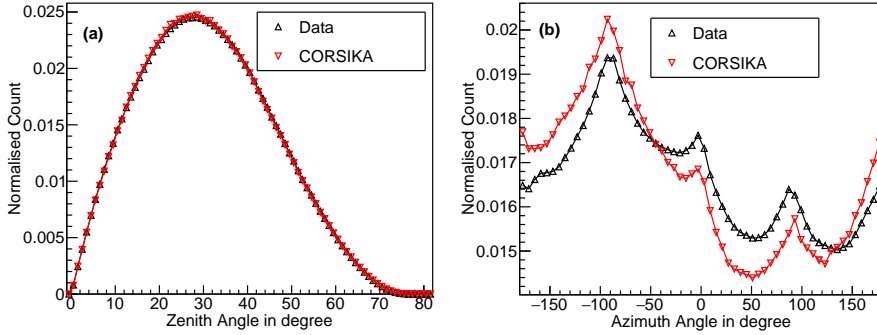 (a)
Data
CORSIKA
Normalised Count
0.025
0.02
0.015
0.01
0.005
0
0 10 20 30 40 50 60 70 80
Zenith Angle in degree
(b)
Data
CORSIKA
Normalised Count
0.02
0.019
0.018
0.017
0.016
0.015
−150 −100 −50 0 50 100 150
Azimuth Angle in degree